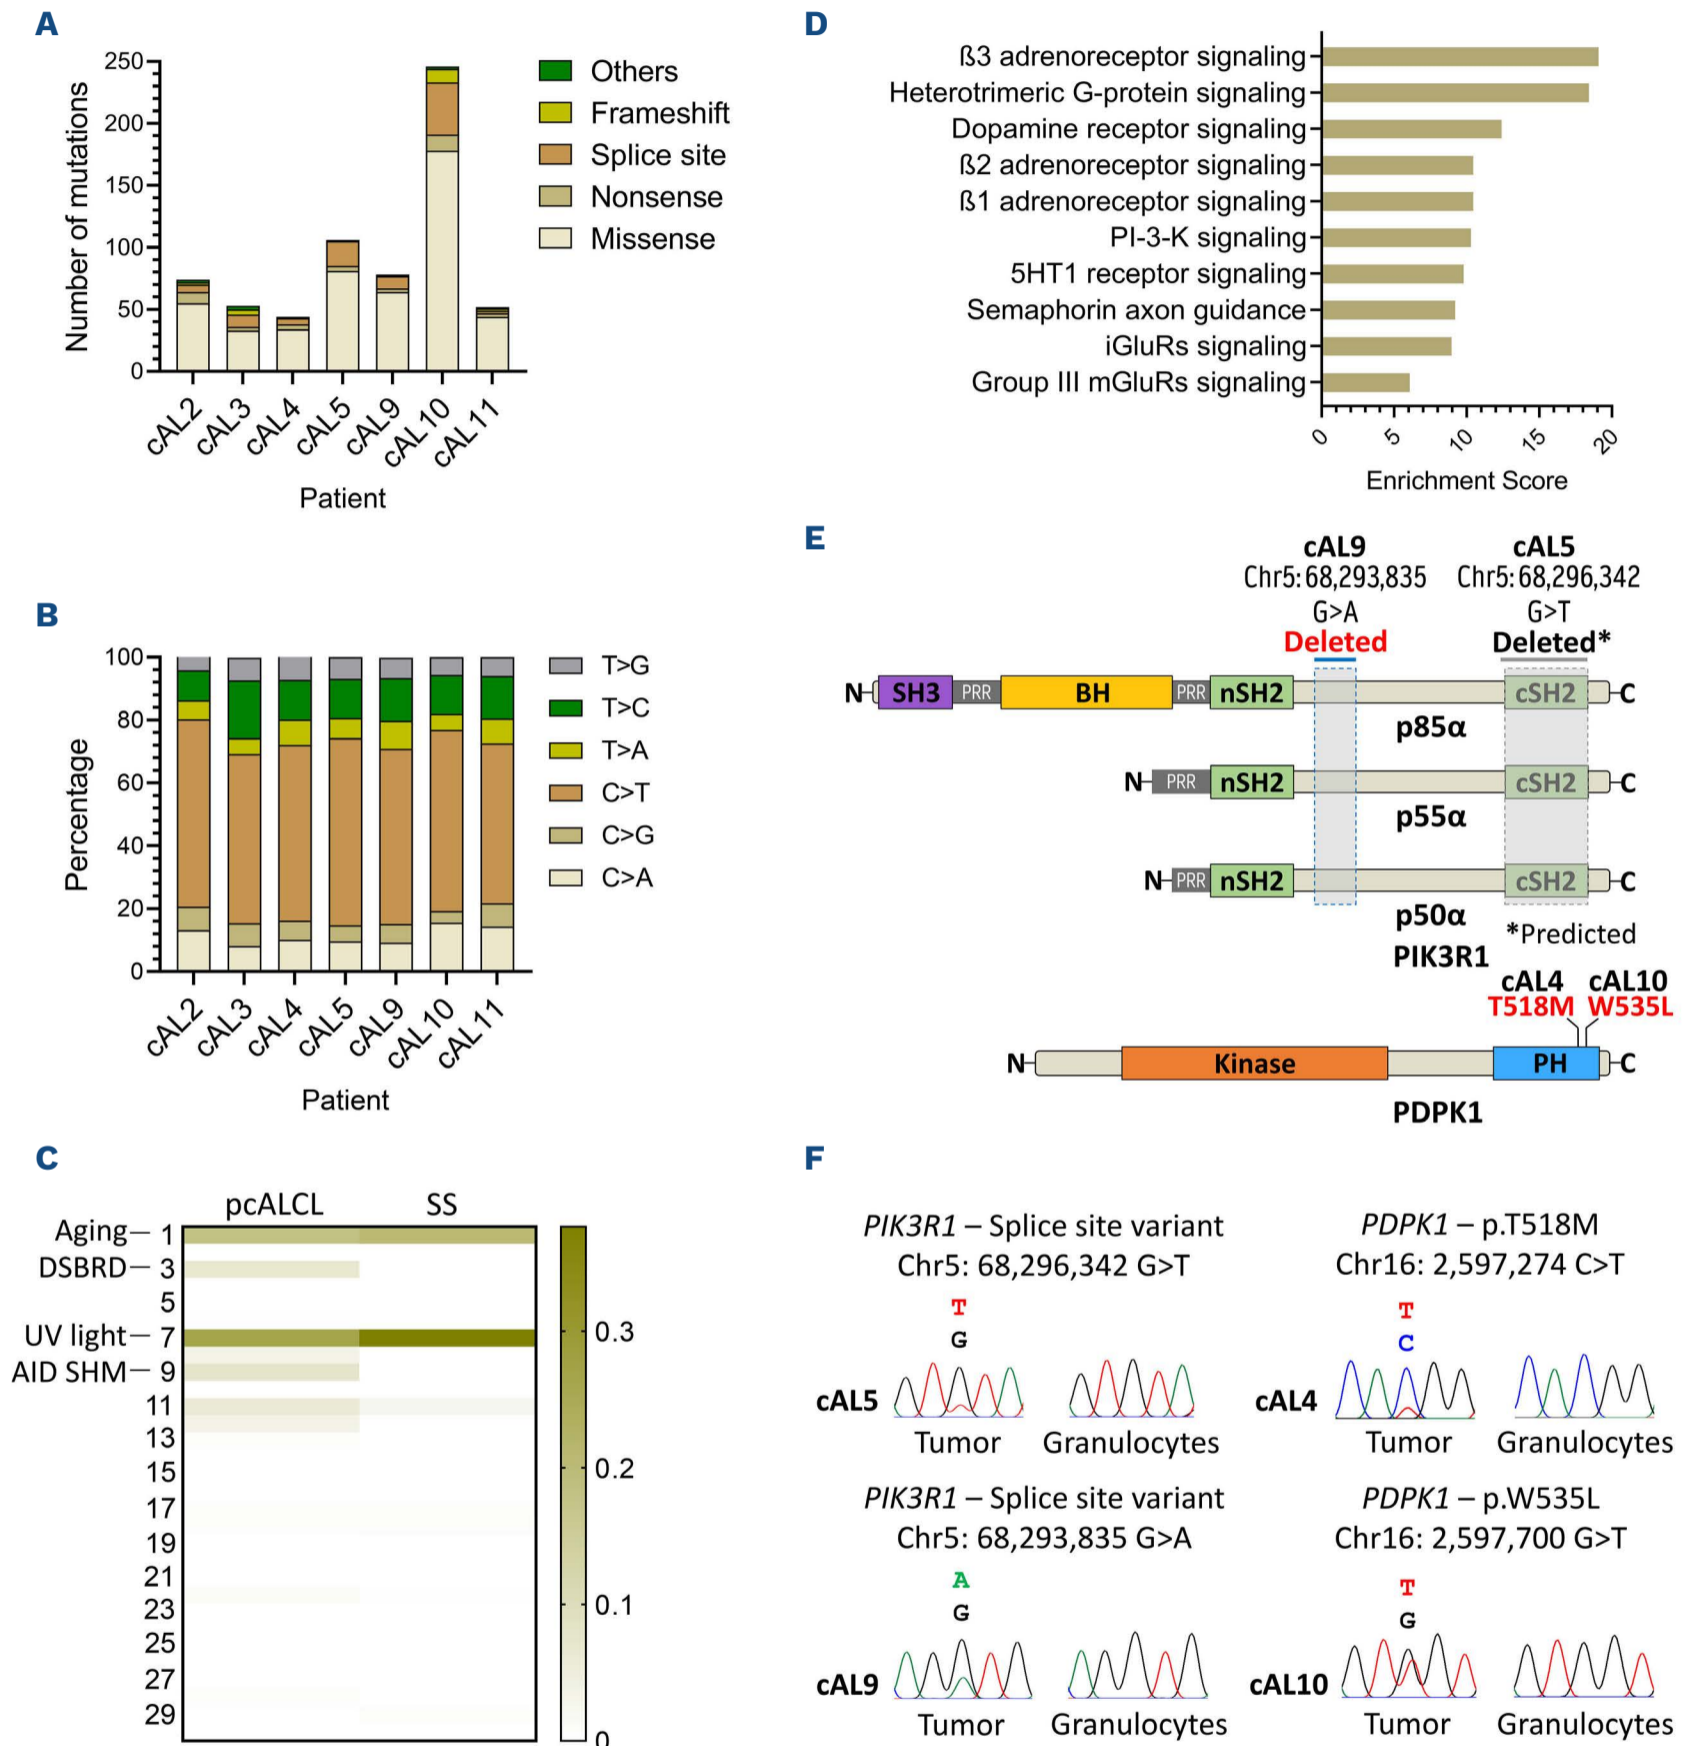 A
Number of mutations
250
200
150
100
50
0
cAL2
cAL3
cAL4
cAL5
cAL9
cAL10
cAL11
Patient
Others
Frameshift
Splice site
Nonsense
Missense
B
Percentage
100
80
60
40
20
0
cAL2
cAL3
cAL4
cAL5
cAL9
cAL10
cAL11
Patient
T>G
T>C
T>A
C>T
C>G
C>A
C
pcALCL SS
Aging 1
DSBRD 3
5
UV light 7
AID SHM 9
11
13
15
17
19
21
23
25
27
29
0.3
0.2
0.1
0
D
ß3 adrenoreceptor signaling
Heterotrimeric G-protein signaling
Dopamine receptor signaling
ß2 adrenoreceptor signaling
ß1 adrenoreceptor signaling
PI-3-K signaling
5HT1 receptor signaling
Semaphorin axon guidance
iGluRs signaling
Group III mGluRs signaling
0 5 10 15 20
Enrichment Score
E
cAL9 cAL5
Chr5:68,293,835 Chr5:68,296,342
G>A G>T
Deleted Deleted*
N SH3 PRR BH PRR nSH2 cSH2 C
p85α
N PRR nSH2 cSH2 C
p55α
N PRR nSH2 cSH2 C
p50α
*Predicted
PIK3R1
cAL4 cAL10
T518M W535L
N Kinase PH C
PDPK1
F
PIK3R1 – Splice site variant
Chr5: 68,296,342 G>T
T
G
cAL5
Tumor Granulocytes
PDPK1 – p.T518M
Chr16: 2,597,274 C>T
T
C
cAL4
Tumor Granulocytes
PIK3R1 – Splice site variant
Chr5: 68,293,835 G>A
A
G
cAL9
Tumor Granulocytes
PDPK1 – p.W535L
Chr16: 2,597,700 G>T
T
G
cAL10
Tumor Granulocytes